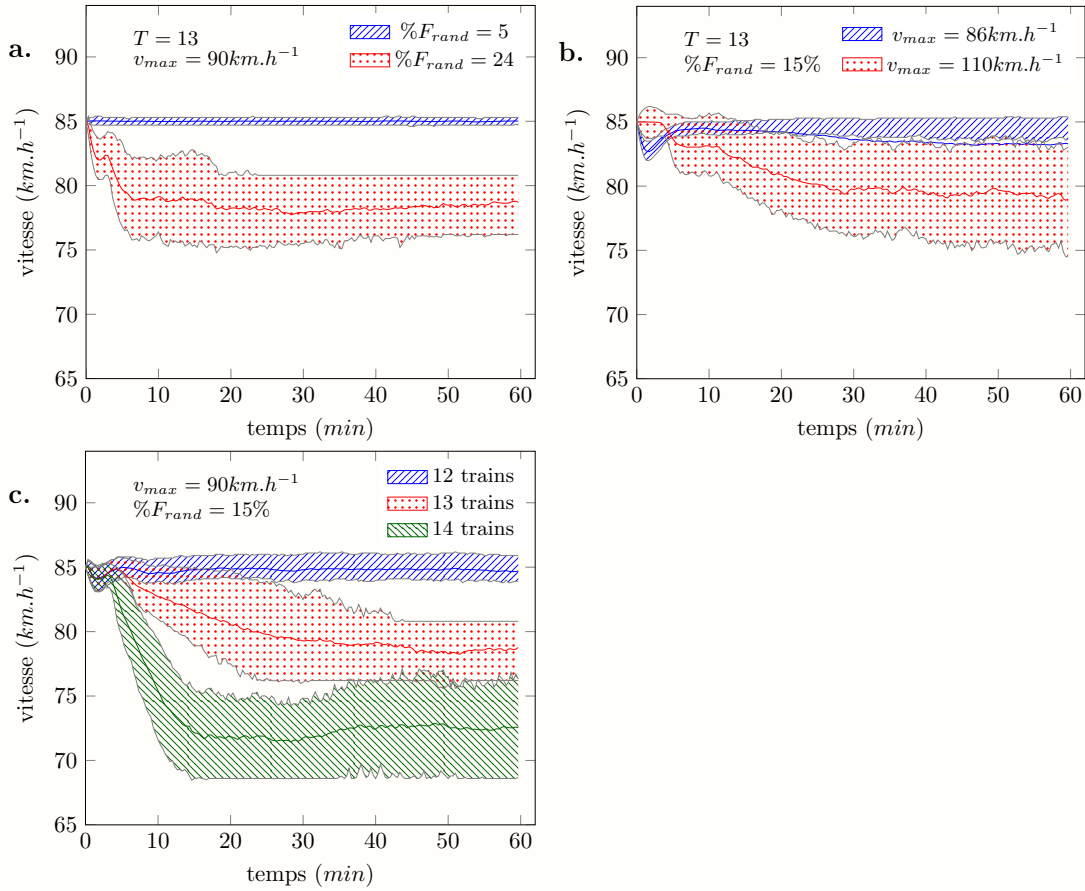 a.
T = 13
v_max = 90km.h⁻¹
%F_rand = 5
%F_rand = 24
90
85
80
75
70
65
vitesse (km.h⁻¹)
0 10 20 30 40 50 60
temps (min)
b.
T = 13
%F_rand = 15%
v_max = 86km.h⁻¹
v_max = 110km.h⁻¹
90
85
80
75
70
65
vitesse (km.h⁻¹)
0 10 20 30 40 50 60
temps (min)
c.
v_max = 90km.h⁻¹
%F_rand = 15%
12 trains
13 trains
14 trains
90
85
80
75
70
65
vitesse (km.h⁻¹)
0 10 20 30 40 50 60
temps (min)